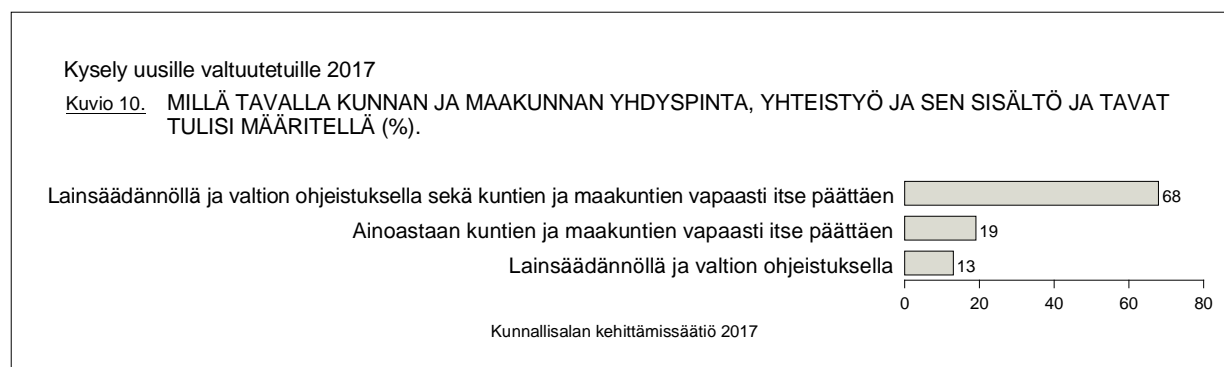 Kysely uusille valtuutetuille 2017
Kuvio 10. MILLÄ TAVALLA KUNNAN JA MAAKUNNAN YHDYSPINTA, YHTEISTYÖ JA SEN SISÄLTÖ JA TAVAT
TULISI MÄÄRITELLÄ (%).
Lainsäädännöllä ja valtion ohjeistuksella sekä kuntien ja maakuntien vapaasti itse päättäen 68
Ainoastaan kuntien ja maakuntien vapaasti itse päättäen 19
Lainsäädännöllä ja valtion ohjeistuksella 13
0 20 40 60 80
Kunnallisalan kehittämissäätiö 2017